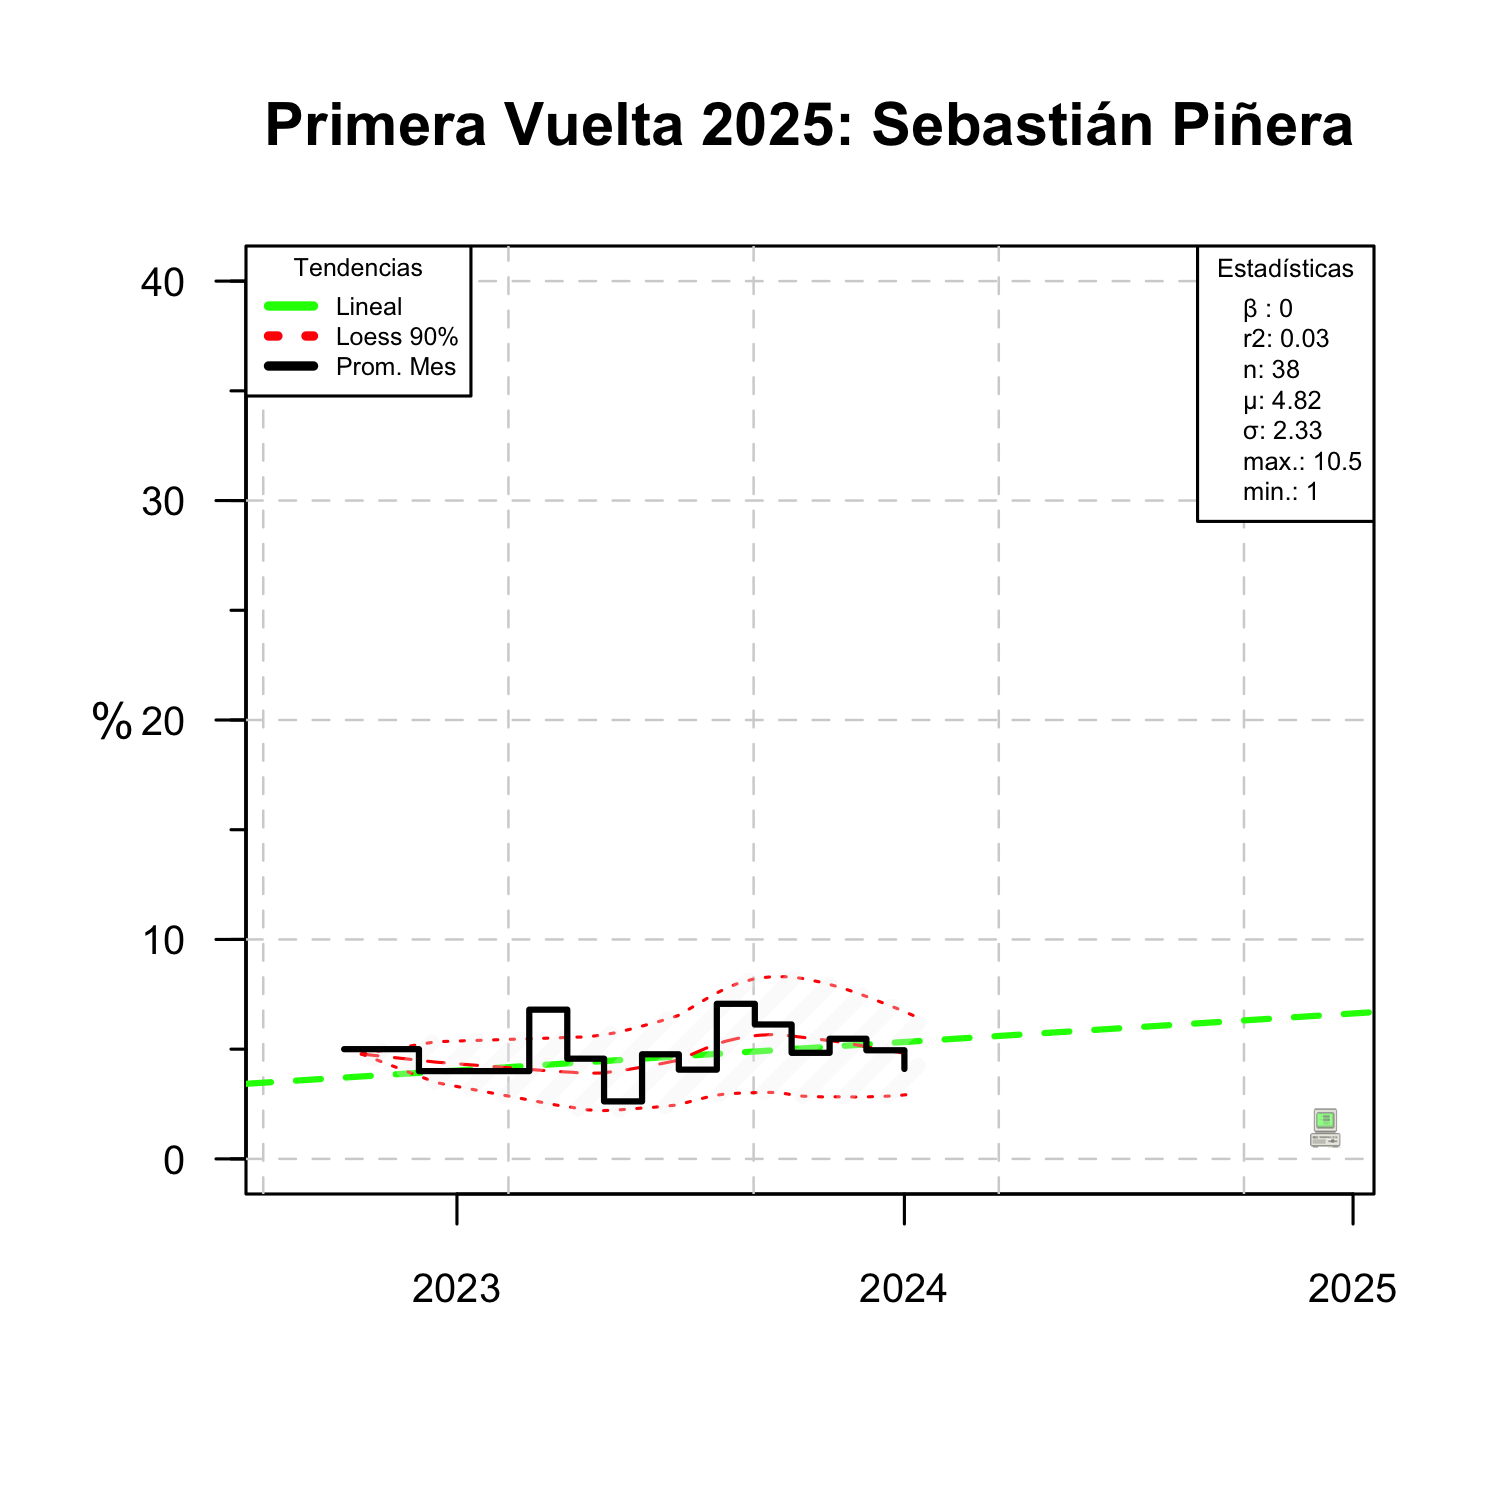 Primera Vuelta 2025: Sebastián Piñera
Tendencias
Lineal
Loess 90%
Prom. Mes
Estadísticas
β : 0
r2: 0.03
n: 38
μ: 4.82
σ: 2.33
max.: 10.5
min.: 1
40
30
%
20
10
0
2023
2024
2025